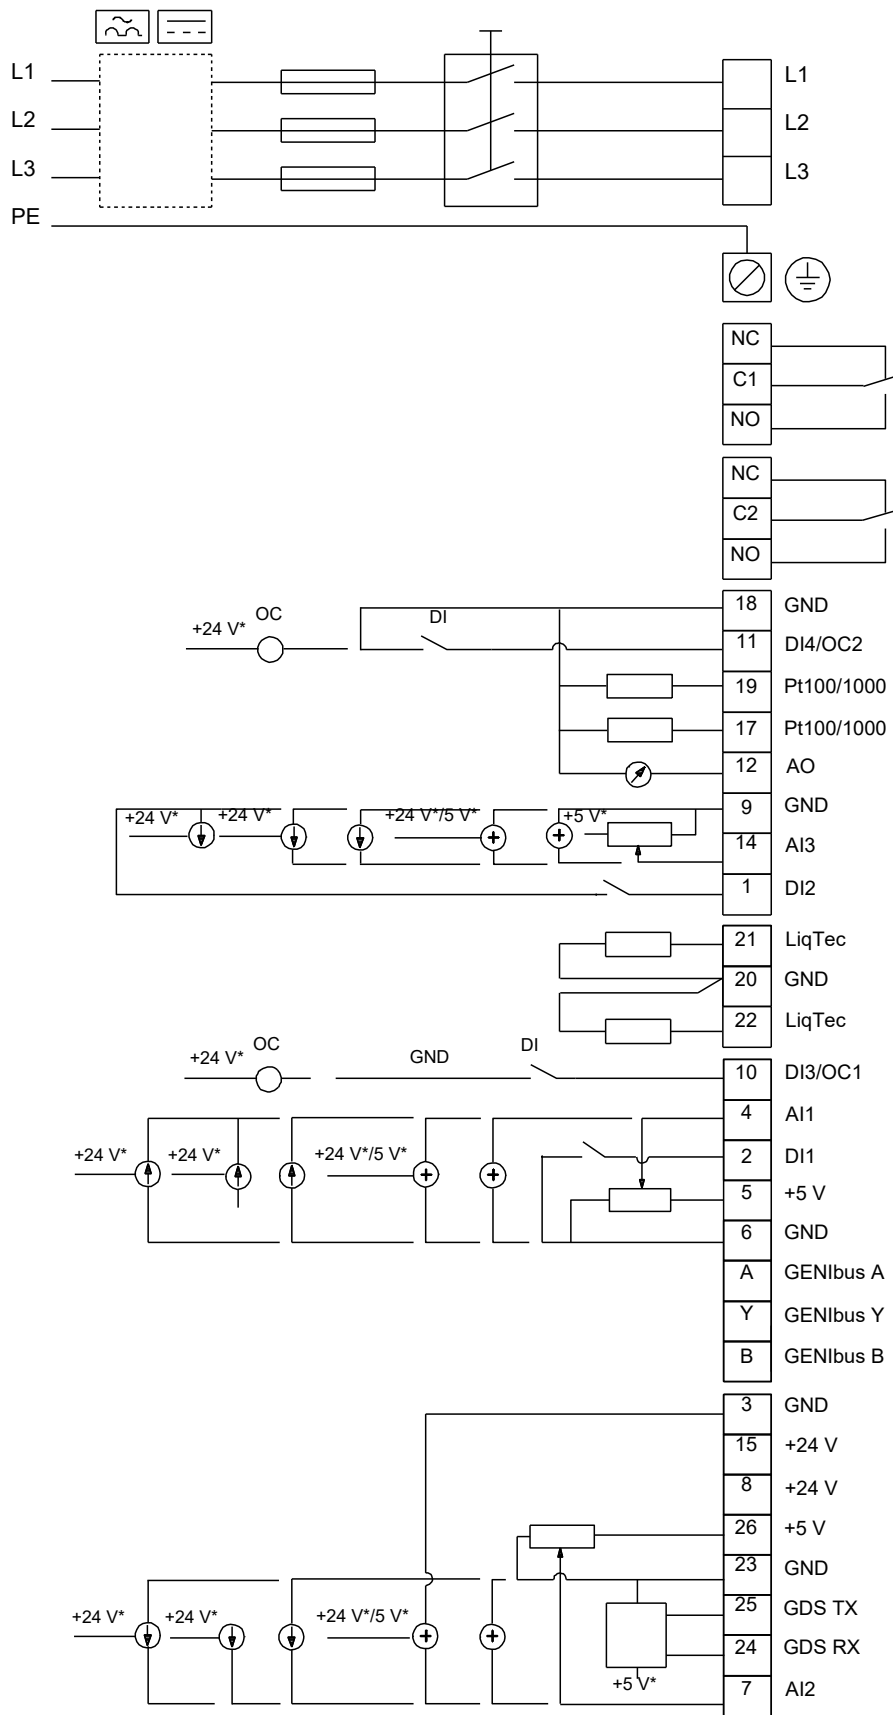 L1 L1
L2 L2
L3 L3
PE
NC
C1
NO
NC
C2
NO
18 GND
+24 V* OC DI 11 DI4/OC2
19 Pt100/1000
17 Pt100/1000
12 AO
9 GND
+24 V* +24 V* +24 V*/5 V* +5 V*
14 AI3
1 DI2
21 LiqTec
20 GND
22 LiqTec
+24 V* OC GND DI 10 DI3/OC1
4 AI1
+24 V* +24 V* +24 V*/5 V* 2 DI1
5 +5 V
6 GND
A GENIbus A
Y GENIbus Y
B GENIbus B
3 GND
15 +24 V
8 +24 V
26 +5 V
23 GND
25 GDS TX
+24 V* +24 V* +24 V*/5 V*
24 GDS RX
+5 V*
7 AI2